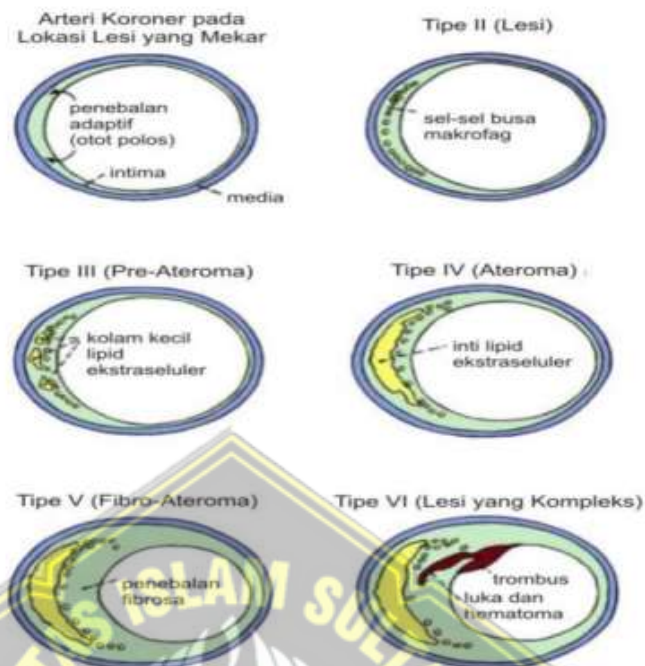 Arteri Koroner pada
Lokasi Lesi yang Mekar
penebalan
adaptif
(otot polos)
intima
media
Tipe II (Lesi)
sel-sel busa
makrofag
Tipe III (Pre-Ateroma)
kolam kecil
lipid
ekstraseluler
Tipe IV (Ateroma)
inti lipid
ekstraseluler
Tipe V (Fibro-Ateroma)
penebalan
fibrosa
Tipe VI (Lesi yang Kompleks)
trombus
luka dan
hematoma
ISLAM